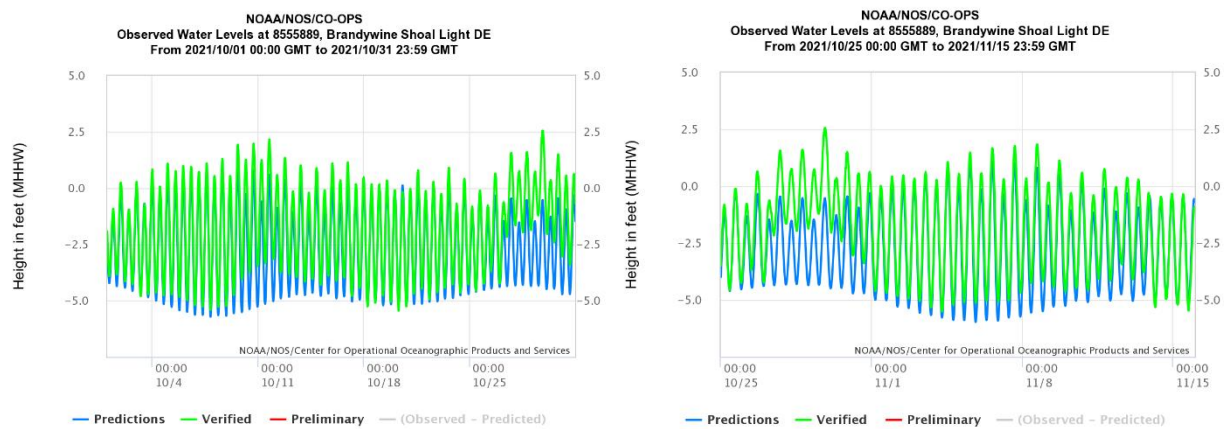 NOAA/NOS/CO-OPS
Observed Water Levels at 8555889, Brandywine Shoal Light DE
From 2021/10/01 00:00 GMT to 2021/10/31 23:59 GMT
5.0
5.0
2.5
2.5
0.0
0.0
−2.5
−2.5
−5.0
−5.0
Height in feet (MHHW)
NOAA/NOS/Center for Operational Oceanographic Products and Services
00:00 00:00 00:00 00:00
10/4 10/11 10/18 10/25
Predictions Verified Preliminary (Observed − Predicted)
NOAA/NOS/CO-OPS
Observed Water Levels at 8555889, Brandywine Shoal Light DE
From 2021/10/25 00:00 GMT to 2021/11/15 23:59 GMT
5.0
5.0
2.5
2.5
0.0
0.0
−2.5
−2.5
−5.0
−5.0
Height in feet (MHHW)
NOAA/NOS/Center for Operational Oceanographic Products and Services
00:00 00:00 00:00 00:00
10/25 11/1 11/8 11/15
Predictions Verified Preliminary (Observed − Predicted)